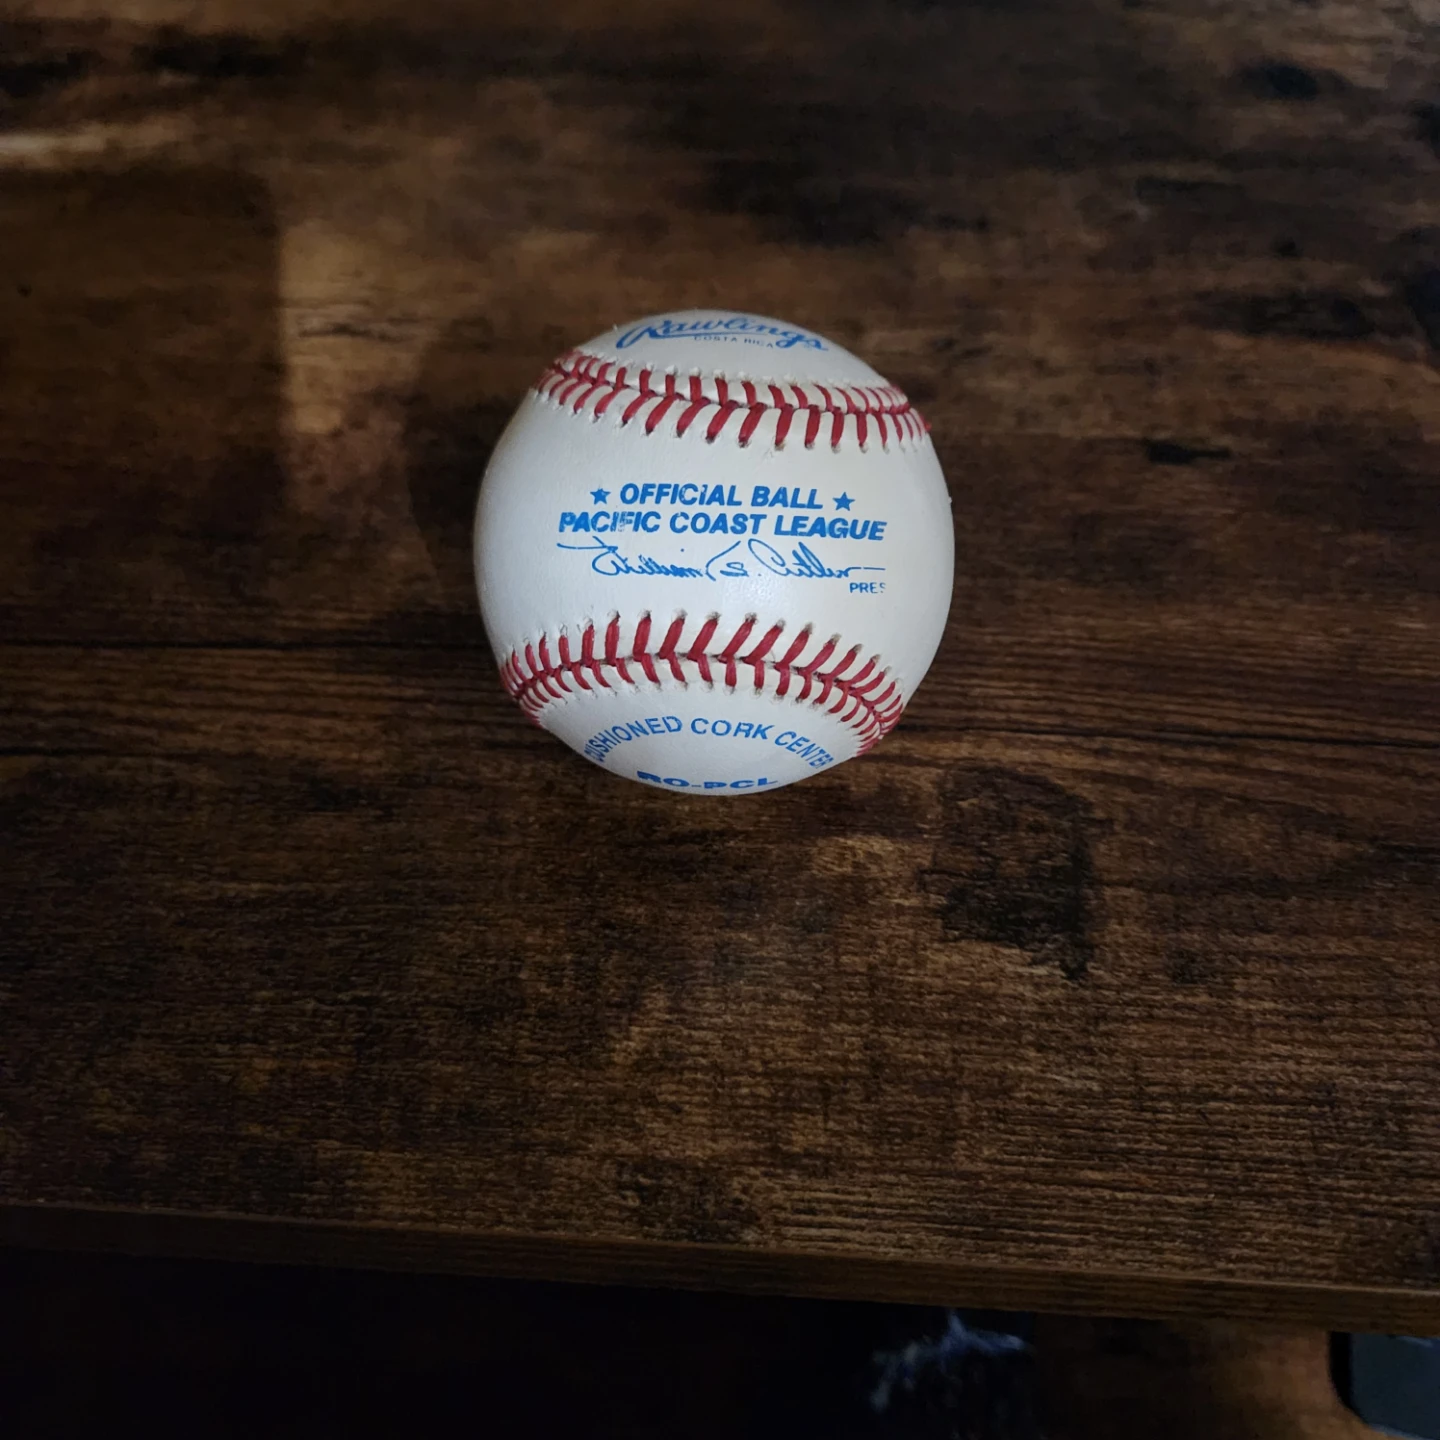 Rawlings
COSTA RICA
★ OFFICIAL BALL ★
PACIFIC COAST LEAGUE
PRES
CUSHIONED CORK CENTER
RO-PCL